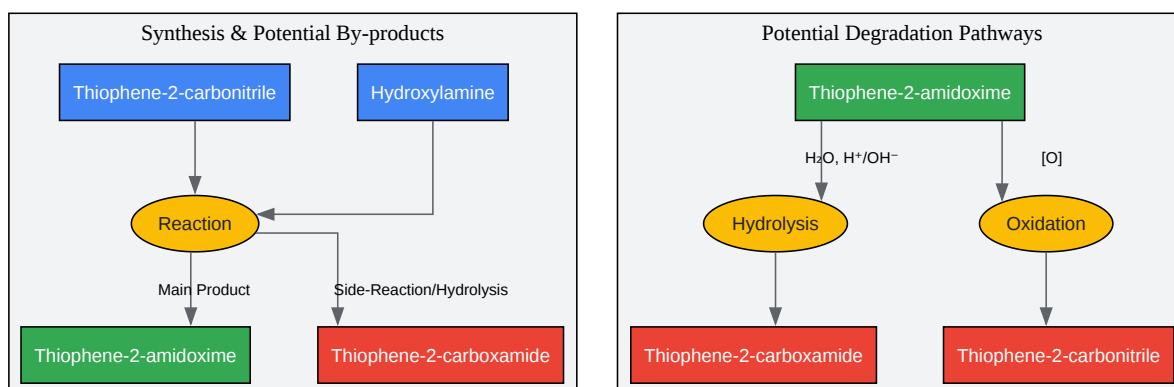 Synthesis & Potential By-products
Thiophene-2-carbonitrile
Hydroxylamine
Reaction
Main Product
Side-Reaction/Hydrolysis
Thiophene-2-amidoxime
Thiophene-2-carboxamide
Potential Degradation Pathways
Thiophene-2-amidoxime
H₂O, H⁺/OH⁻
[O]
Hydrolysis
Oxidation
Thiophene-2-carboxamide
Thiophene-2-carbonitrile